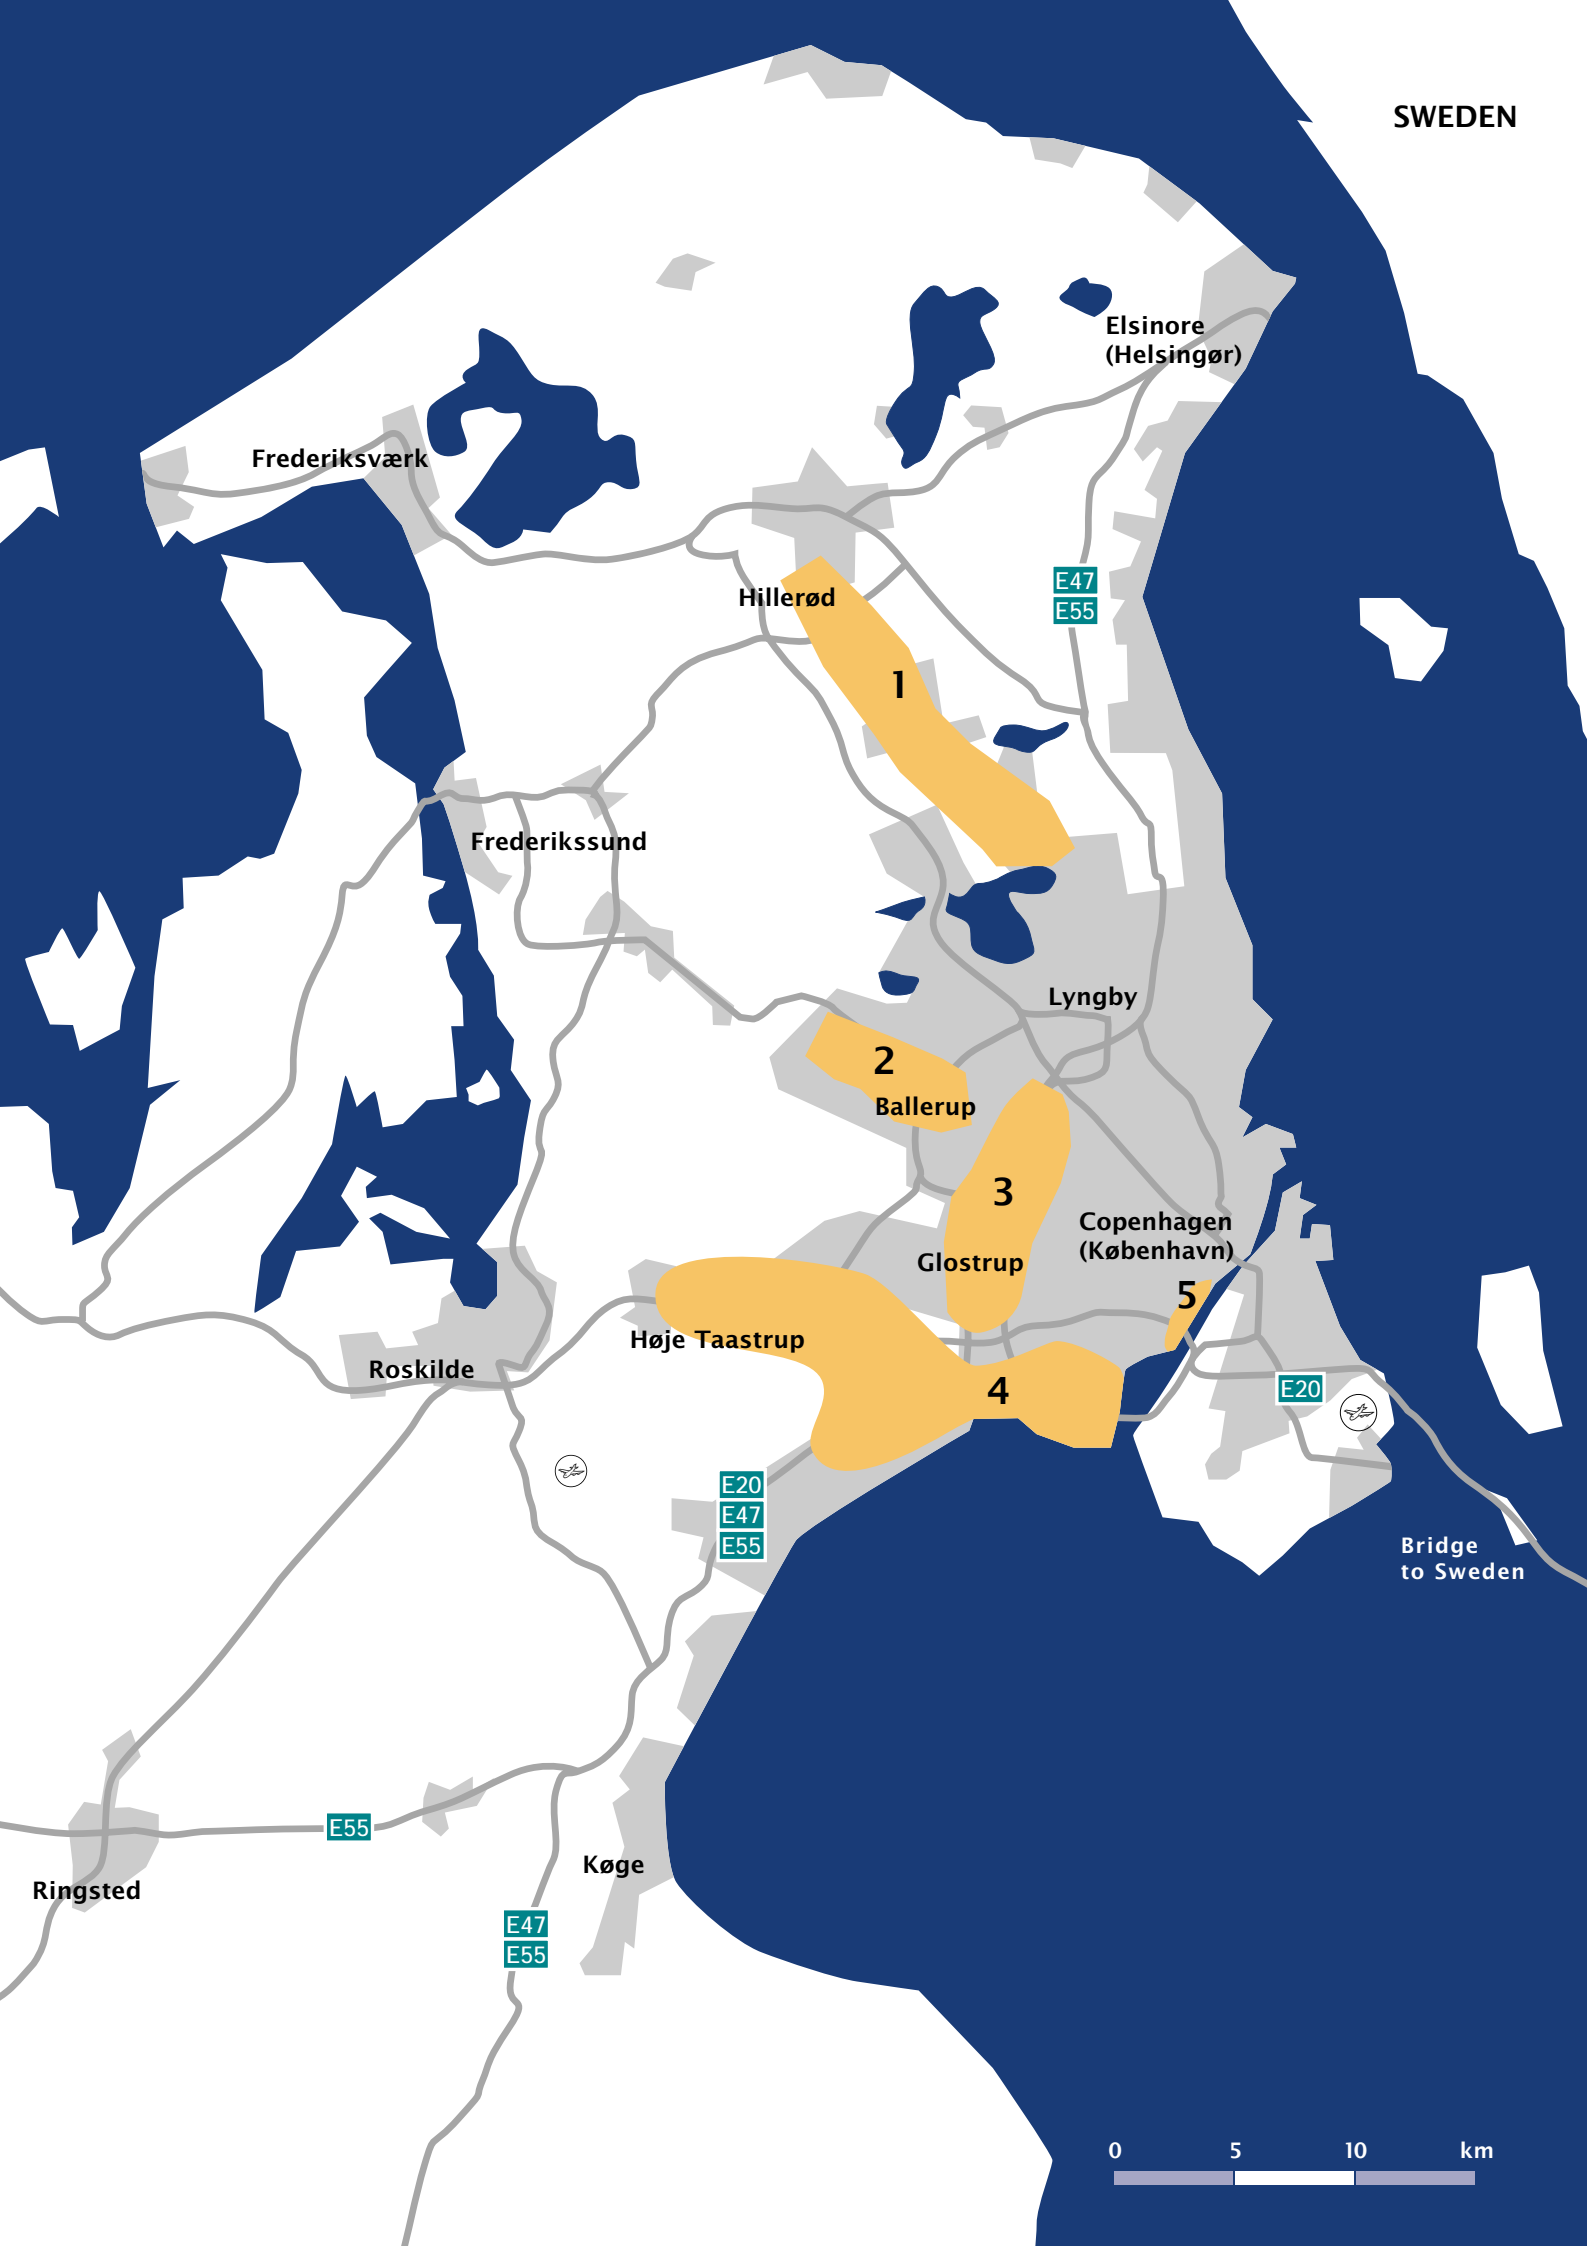 SWEDEN
Elsinore
(Helsingør)
Frederiksværk
E47
E55
Hillerød
1
Frederikssund
Lyngby
2
Ballerup
3
Copenhagen
(København)
Glostrup
5
Høje Taastrup
Roskilde
4
E20
E20
E47
E55
Bridge
to Sweden
E55
Køge
Ringsted
E47
E55
0 5 10 km